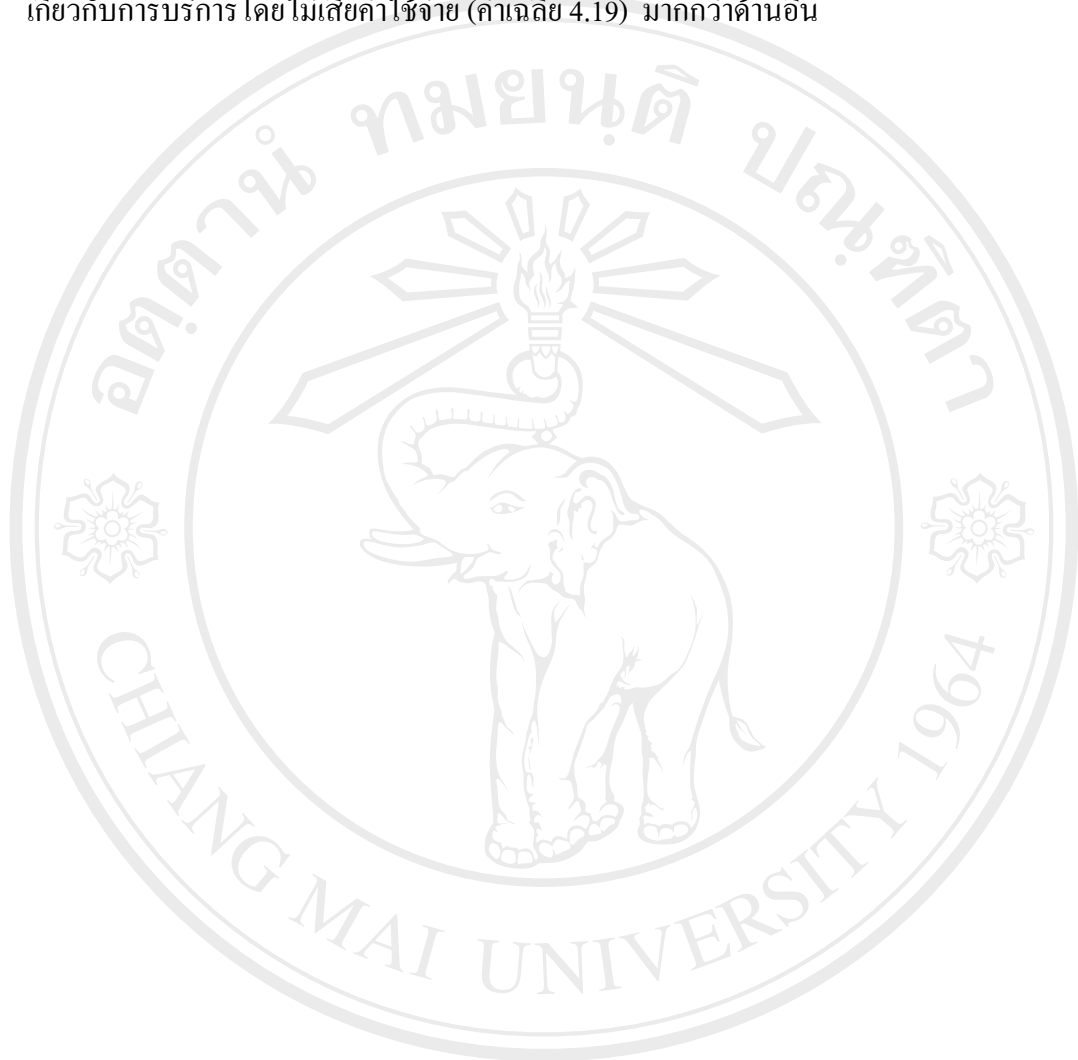 เกี่ยวกับการบริการโดยไม่เสียค่าใช้จ่าย (ค่าเฉลี่ย 4.19) มากกว่าด้านอื่น
อตฺตานํ ทมยนฺติ ปณฺฑิตา
CHIANG MAI UNIVERSITY 1964